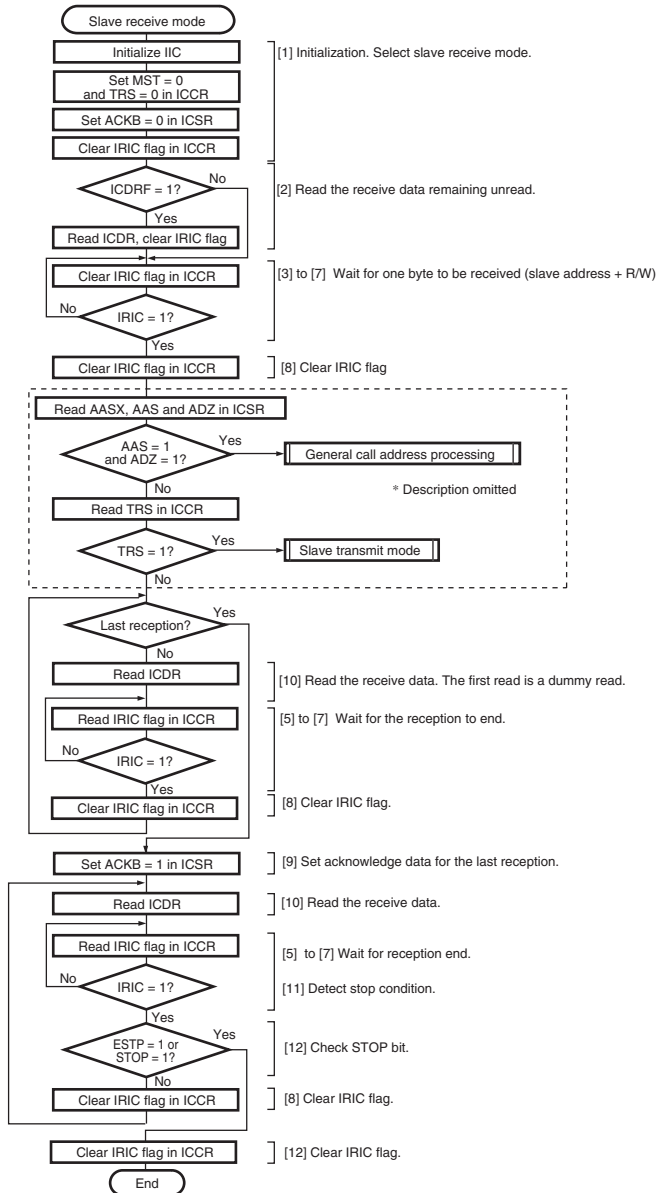 Slave receive mode
Initialize IIC
[1] Initialization. Select slave receive mode.
Set MST = 0
and TRS = 0 in ICCR
Set ACKB = 0 in ICSR
Clear IRIC flag in ICCR
ICDRF = 1?
No
[2] Read the receive data remaining unread.
Yes
Read ICDR, clear IRIC flag
Clear IRIC flag in ICCR
[3] to [7] Wait for one byte to be received (slave address + R/W)
No
IRIC = 1?
Yes
Clear IRIC flag in ICCR
[8] Clear IRIC flag
Read AASX, AAS and ADZ in ICSR
AAS = 1
and ADZ = 1?
Yes
General call address processing
No
* Description omitted
Read TRS in ICCR
TRS = 1?
Yes
Slave transmit mode
No
Last reception?
Yes
No
Read ICDR
[10] Read the receive data. The first read is a dummy read.
Read IRIC flag in ICCR
[5] to [7] Wait for the reception to end.
No
IRIC = 1?
Yes
Clear IRIC flag in ICCR
[8] Clear IRIC flag.
Set ACKB = 1 in ICSR
[9] Set acknowledge data for the last reception.
Read ICDR
[10] Read the receive data.
Read IRIC flag in ICCR
[5] to [7] Wait for reception end.
No
IRIC = 1?
[11] Detect stop condition.
Yes
ESTP = 1 or
STOP = 1?
Yes
[12] Check STOP bit.
No
Clear IRIC flag in ICCR
[8] Clear IRIC flag.
Clear IRIC flag in ICCR
[12] Clear IRIC flag.
End